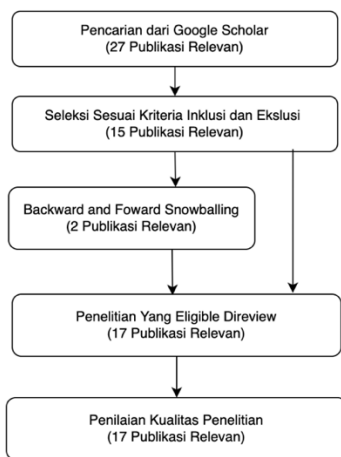 Pencarian dari Google Scholar
(27 Publikasi Relevan)
Seleksi Sesuai Kriteria Inklusi dan Ekslusi
(15 Publikasi Relevan)
Backward and Foward Snowballing
(2 Publikasi Relevan)
Penelitian Yang Eligible Direview
(17 Publikasi Relevan)
Penilaian Kualitas Penelitian
(17 Publikasi Relevan)